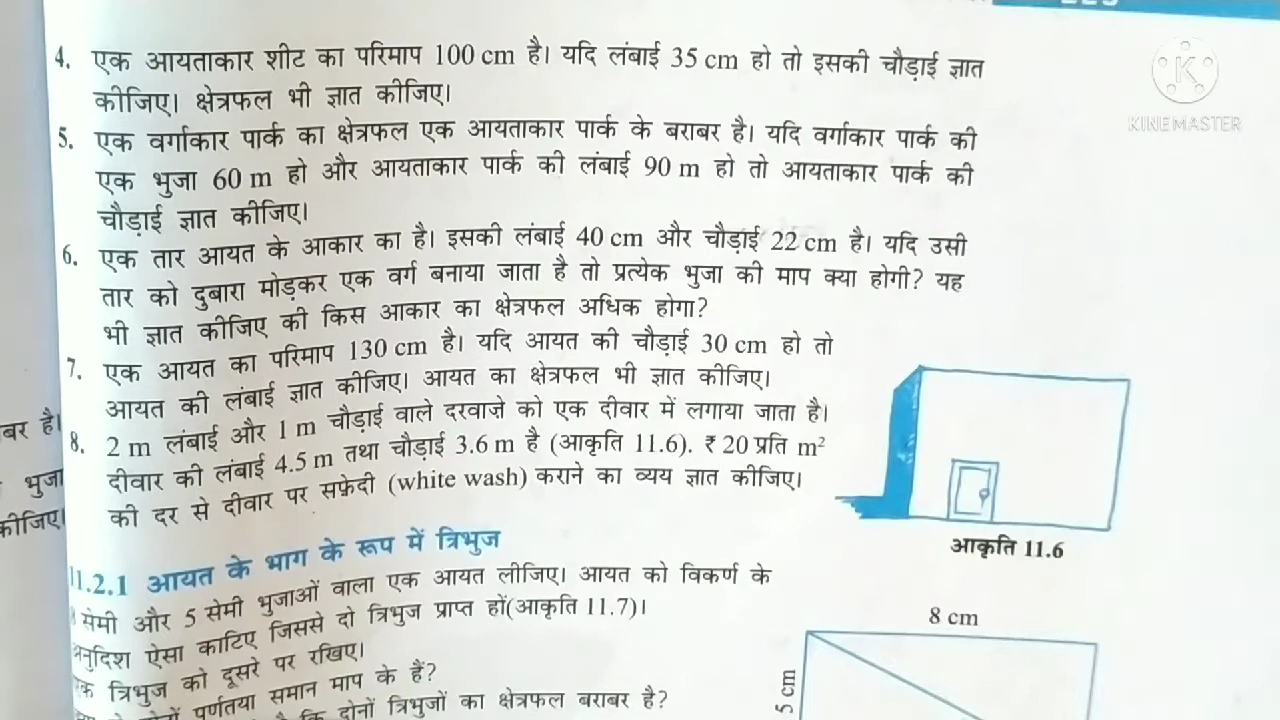 4. एक आयताकार शीट का परिमाप 100 cm है। यदि लंबाई 35 cm हो तो इसकी चौड़ाई ज्ञात
कीजिए। क्षेत्रफल भी ज्ञात कीजिए।
5. एक वर्गाकार पार्क का क्षेत्रफल एक आयताकार पार्क के बराबर है। यदि वर्गाकार पार्क की
एक भुजा 60 m हो और आयताकार पार्क की लंबाई 90 m हो तो आयताकार पार्क की
चौड़ाई ज्ञात कीजिए।
6. एक तार आयत के आकार का है। इसकी लंबाई 40 cm और चौड़ाई 22 cm है। यदि उसी
तार को दुबारा मोड़कर एक वर्ग बनाया जाता है तो प्रत्येक भुजा की माप क्या होगी? यह
भी ज्ञात कीजिए की किस आकार का क्षेत्रफल अधिक होगा?
7. एक आयत का परिमाप 130 cm है। यदि आयत की चौड़ाई 30 cm हो तो
आयत की लंबाई ज्ञात कीजिए। आयत का क्षेत्रफल भी ज्ञात कीजिए।
8. 2 m लंबाई और 1 m चौड़ाई वाले दरवाज़े को एक दीवार में लगाया जाता है।
दीवार की लंबाई 4.5 m तथा चौड़ाई 3.6 m है (आकृति 11.6). ₹ 20 प्रति m²
की दर से दीवार पर सफ़ेदी (white wash) कराने का व्यय ज्ञात कीजिए।
आकृति 11.6
11.2.1 आयत के भाग के रूप में त्रिभुज
सेमी और 5 सेमी भुजाओं वाला एक आयत लीजिए। आयत को विकर्ण के
अनुदिश ऐसा काटिए जिससे दो त्रिभुज प्राप्त हों(आकृति 11.7)।
एक त्रिभुज को दूसरे पर रखिए।
पूर्णतया समान माप के हैं?
कि दोनों त्रिभुजों का क्षेत्रफल बराबर है?
8 cm
5 cm
बर है।
भुजा
कीजिए।
KINEMASTER